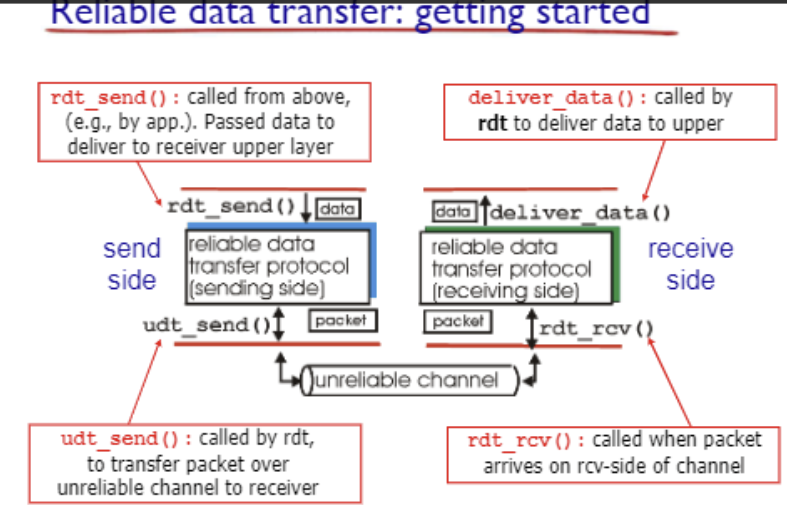 Reliable data transfer: getting started
rdt_send(): called from above,
(e.g., by app.). Passed data to
deliver to receiver upper layer
deliver_data(): called by
rdt to deliver data to upper
rdt_send()
data
data
deliver_data()
send
side
reliable data
transfer protocol
(sending side)
reliable data
transfer protocol
(receiving side)
receive
side
udt_send()
packet
packet
rdt_rcv()
unreliable channel
udt_send(): called by rdt,
to transfer packet over
unreliable channel to receiver
rdt_rcv(): called when packet
arrives on rcv-side of channel